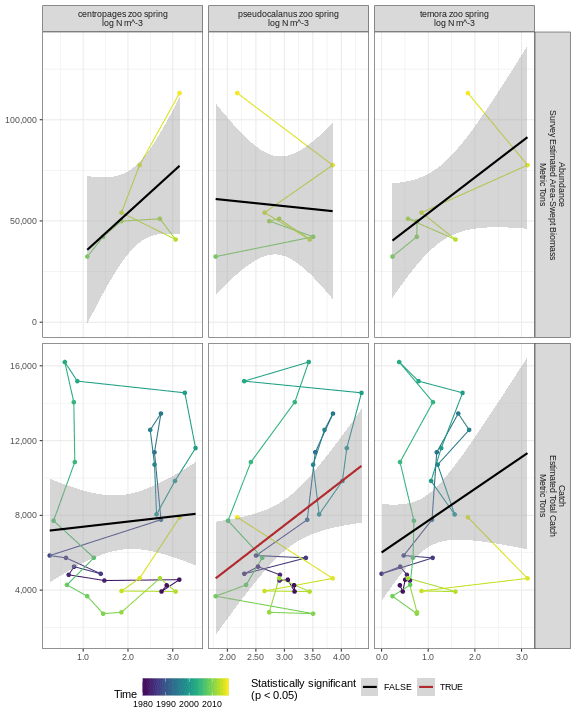 centropages zoo spring
log N m^-3
pseudocalanus zoo spring
log N m^-3
temora zoo spring
log N m^-3
100,000
50,000
0
Abundance
Survey Estimated Area-Swept Biomass
Metric Tons
16,000
12,000
8,000
4,000
Catch
Estimated Total Catch
Metric Tons
1.0 2.0 3.0
2.00 2.50 3.00 3.50 4.00
0.0 1.0 2.0 3.0
Time
1980 1990 2000 2010
Statistically significant
(p < 0.05)
FALSE
TRUE